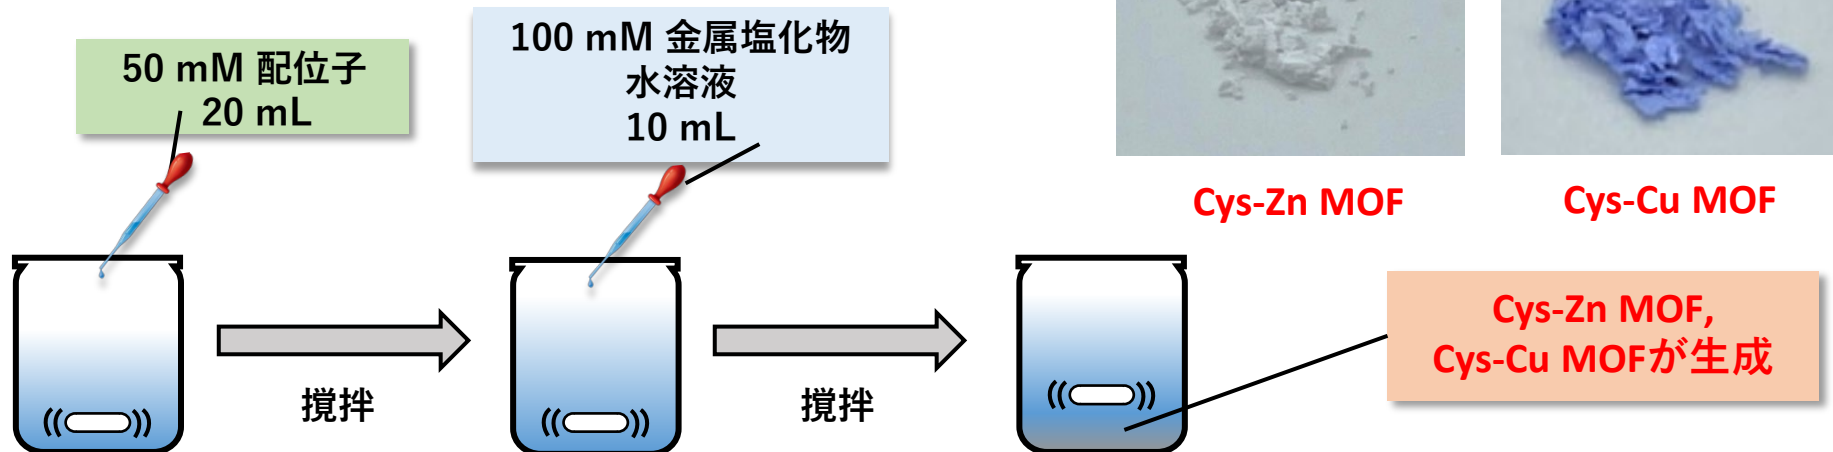 50 mM 配位子
20 mL
100 mM 金属塩化物
水溶液
10 mL
Cys-Zn MOF
Cys-Cu MOF
撹拌
撹拌
Cys-Zn MOF,
Cys-Cu MOFが生成